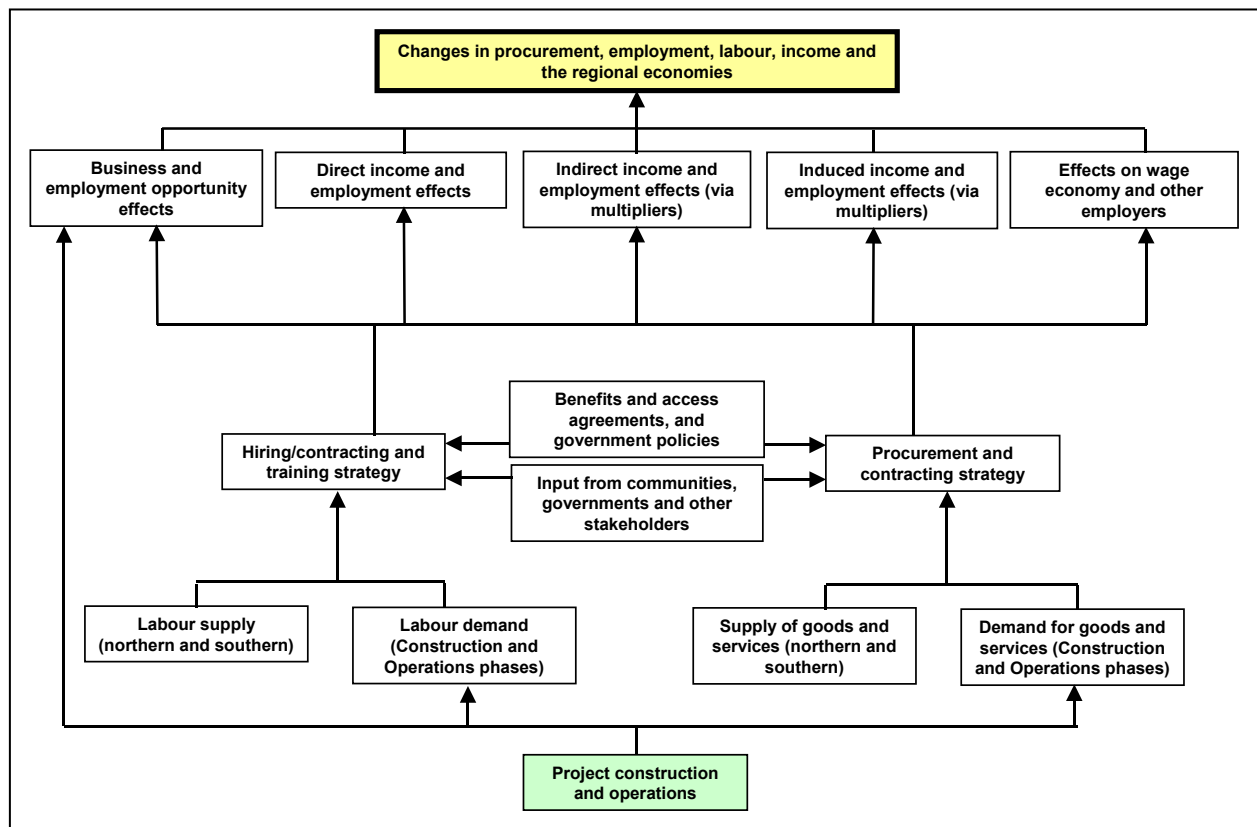 Changes in procurement, employment, labour, income and
the regional economies
Business and
employment opportunity
effects
Direct income and
employment effects
Indirect income and
employment effects (via
multipliers)
Induced income and
employment effects (via
multipliers)
Effects on wage
economy and other
employers
Benefits and access
agreements, and
government policies
Hiring/contracting and
training strategy
Procurement and
contracting strategy
Input from communities,
governments and other
stakeholders
Labour supply
(northern and southern)
Labour demand
(Construction and
Operations phases)
Supply of goods and
services (northern and
southern)
Demand for goods and
services (Construction
and Operations phases)
Project construction
and operations